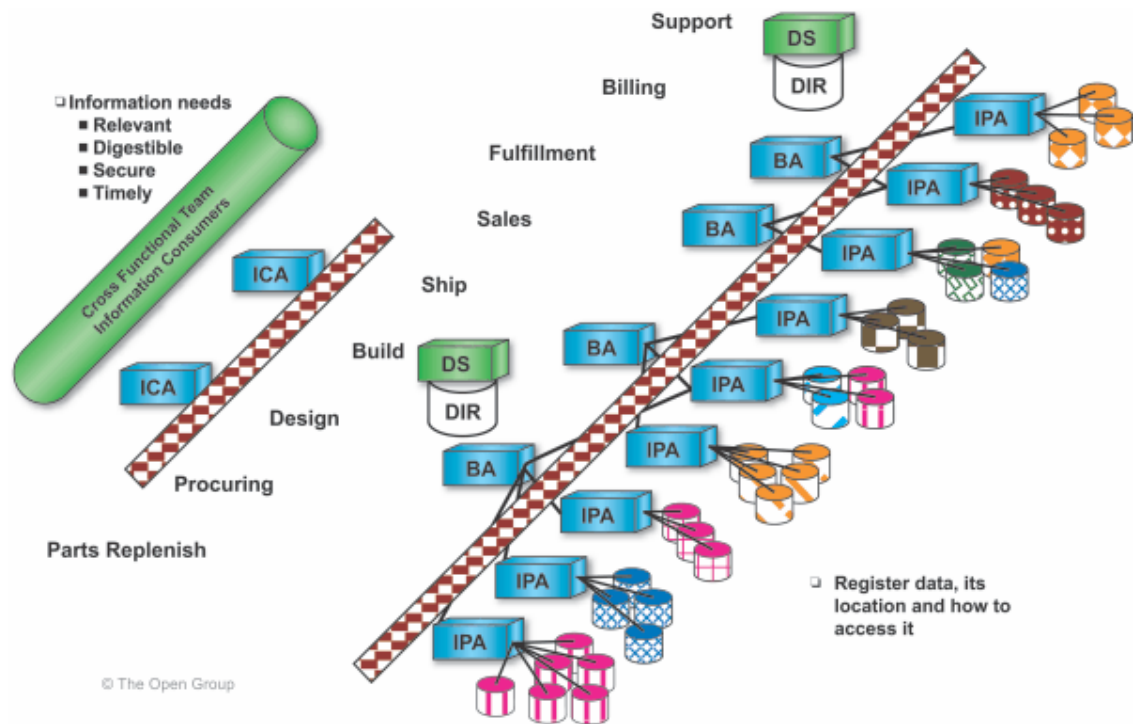 Support
DS
DIR
Billing
❑ Information needs
■ Relevant
■ Digestible
■ Secure
■ Timely
IPA
Fulfillment
BA
IPA
Cross Functional Team
Information Consumers
Sales
BA
IPA
ICA
Ship
IPA
Build
DS
BA
ICA
IPA
DIR
Design
IPA
BA
Procuring
IPA
Parts Replenish
IPA
❑ Register data, its
location and how to
access it
IPA
© The Open Group